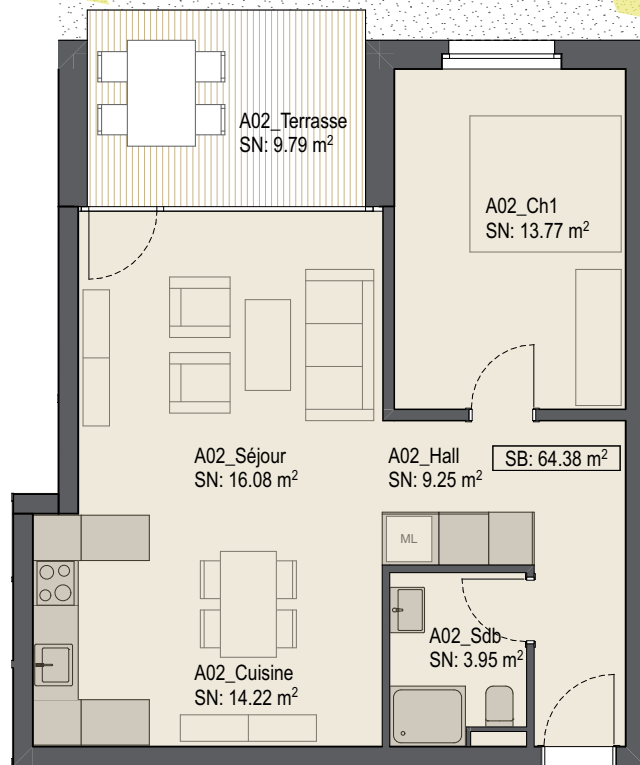 A02_Terrasse
SN: 9.79 m²
A02_Ch1
SN: 13.77 m²
A02_Séjour
SN: 16.08 m²
A02_Hall
SN: 9.25 m²
SB: 64.38 m²
ML
A02_Sdb
SN: 3.95 m²
A02_Cuisine
SN: 14.22 m²